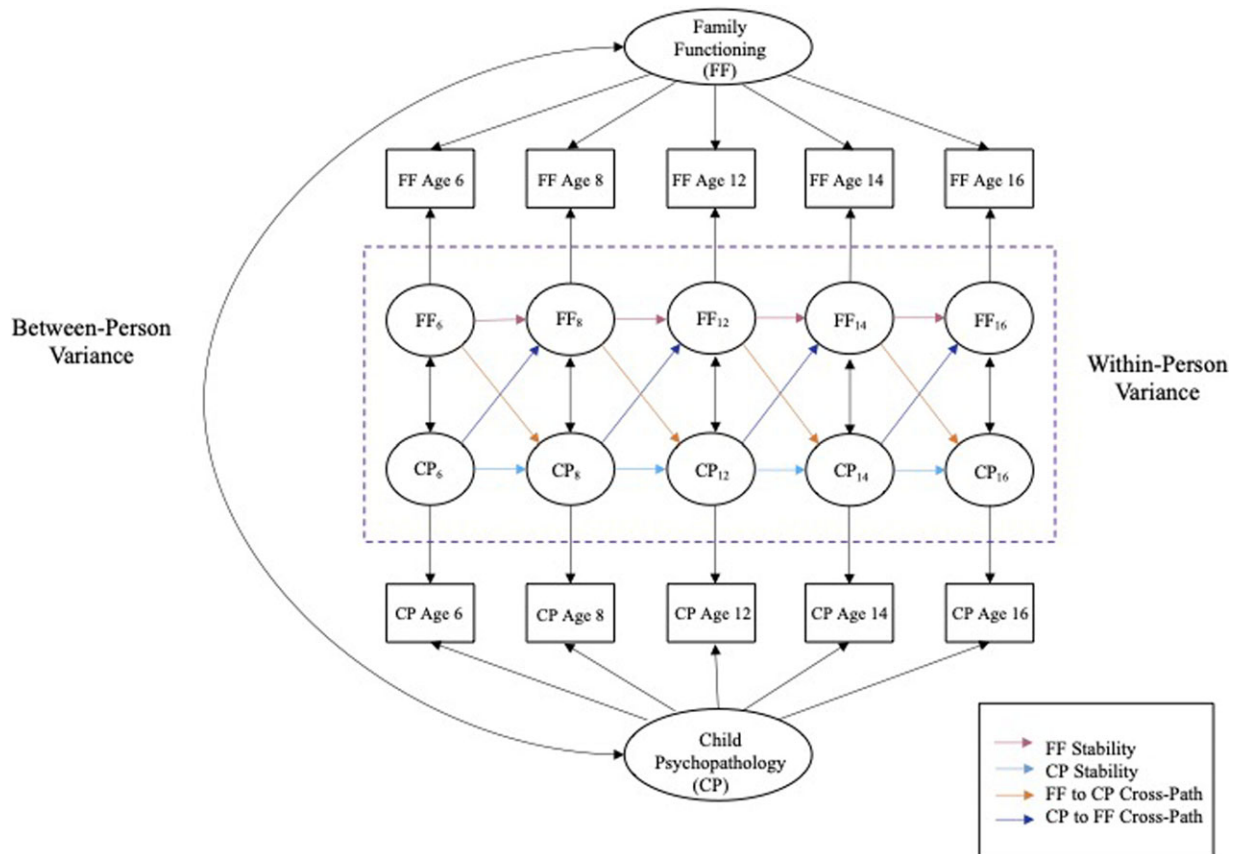 Family
Functioning
(FF)
FF Age 6
FF Age 8
FF Age 12
FF Age 14
FF Age 16
Between-Person
Variance
FF₆
FF₈
FF₁₂
FF₁₄
FF₁₆
Within-Person
Variance
CP₆
CP₈
CP₁₂
CP₁₄
CP₁₆
CP Age 6
CP Age 8
CP Age 12
CP Age 14
CP Age 16
Child
Psychopathology
(CP)
FF Stability
CP Stability
FF to CP Cross-Path
CP to FF Cross-Path